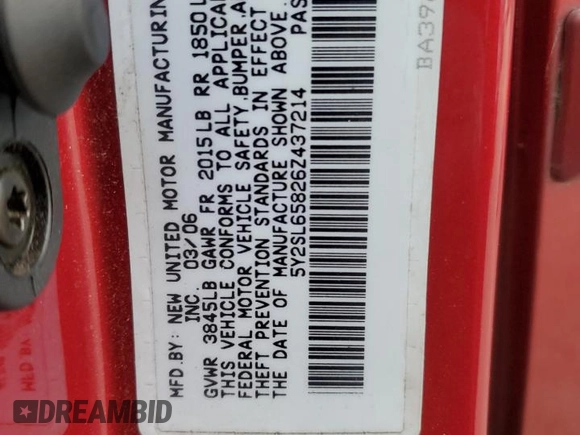 MFD.BY: NEW UNITED MOTOR MANUFACTURIN
INC. 03/06
GVWR 3845LB GAWR FR 2015LB RR 1850L
THIS VEHICLE CONFORMS TO ALL APPLICA
FEDERAL MOTOR VEHICLE SAFETY,BUMPER,A
THEFT PREVENTION STANDARDS IN EFFECT
THE DATE OF MANUFACTURE SHOWN ABOVE.
5Y2SL65826Z437214 PAS
BA39
DREAMBID